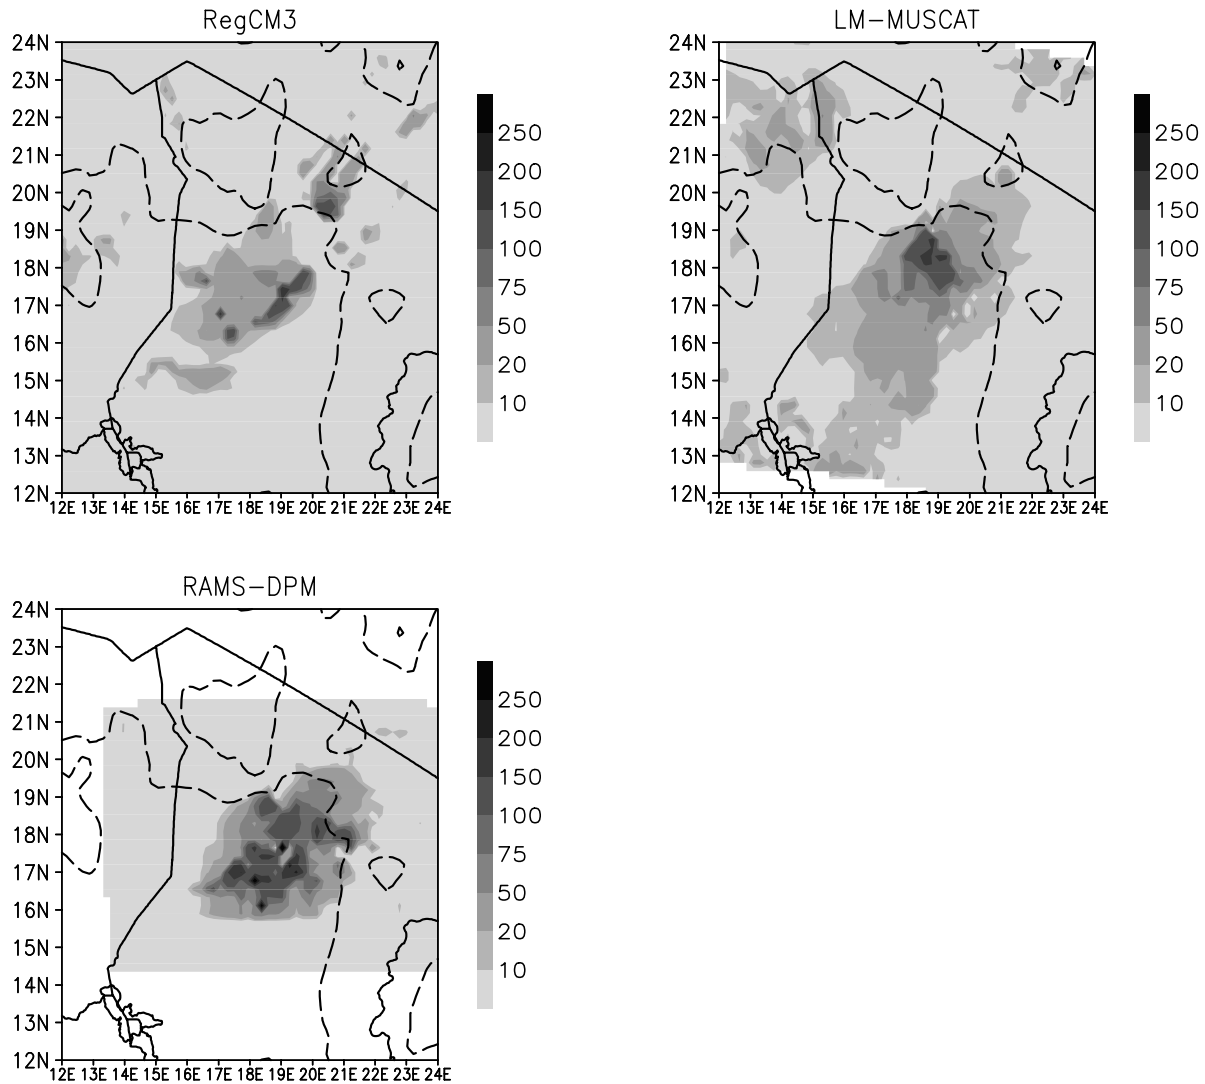 RegCM3
24N
23N
22N
21N
20N
19N
18N
17N
16N
15N
14N
13N
12N
12E 13E 14E 15E 16E 17E 18E 19E 20E 21E 22E 23E 24E
250
200
150
100
75
50
20
10
LM-MUSCAT
24N
23N
22N
21N
20N
19N
18N
17N
16N
15N
14N
13N
12N
12E 13E 14E 15E 16E 17E 18E 19E 20E 21E 22E 23E 24E
250
200
150
100
75
50
20
10
RAMS-DPM
24N
23N
22N
21N
20N
19N
18N
17N
16N
15N
14N
13N
12N
12E 13E 14E 15E 16E 17E 18E 19E 20E 21E 22E 23E 24E
250
200
150
100
75
50
20
10